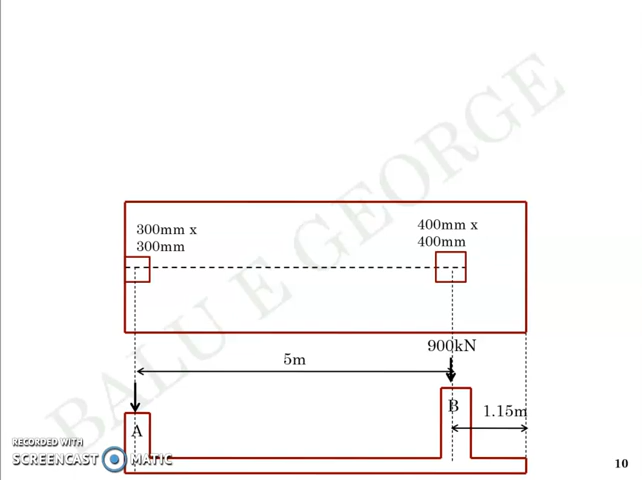 BALU E GEORGE
300mm x
300mm
400mm x
400mm
900kN
5m
B
1.15m
A
RECORDED WITH
SCREENCAST MATIC
10